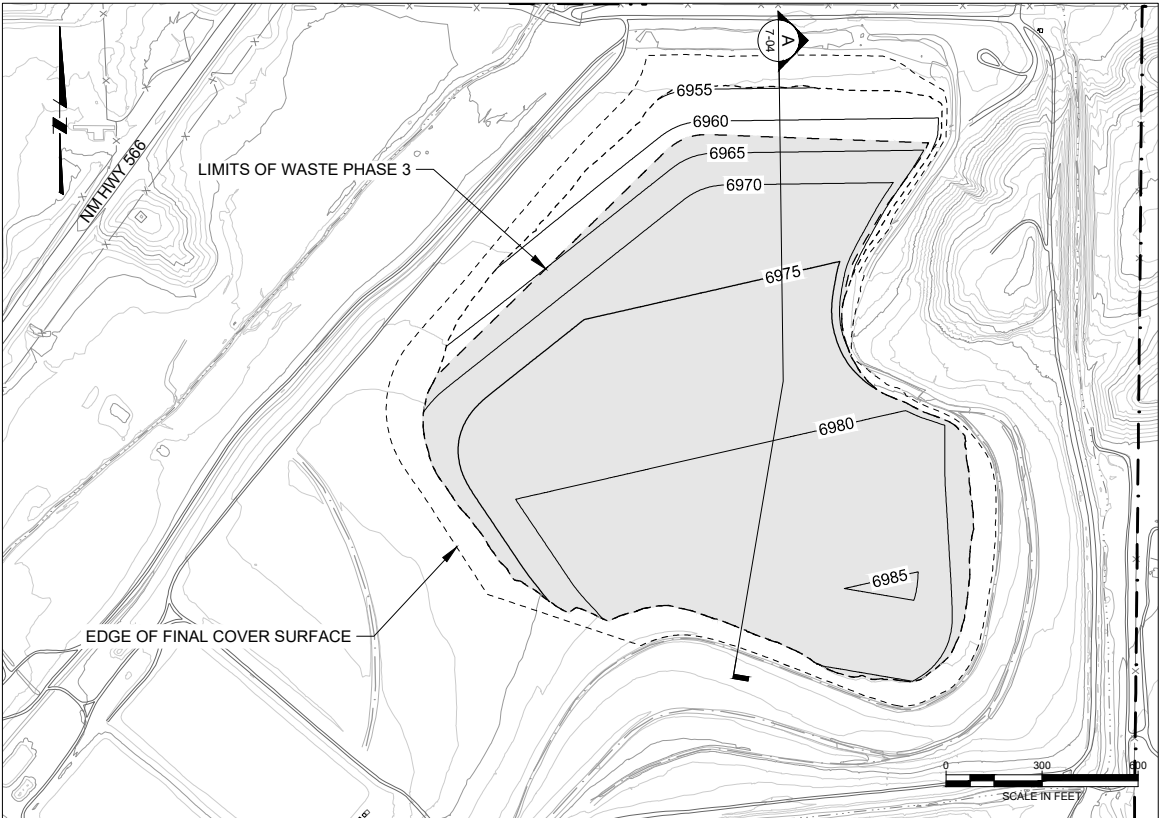 A
7-04
6955
6960
6965
6970
LIMITS OF WASTE PHASE 3
NM HWY 566
6975
6980
6985
EDGE OF FINAL COVER SURFACE
0 300 600
SCALE IN FEET